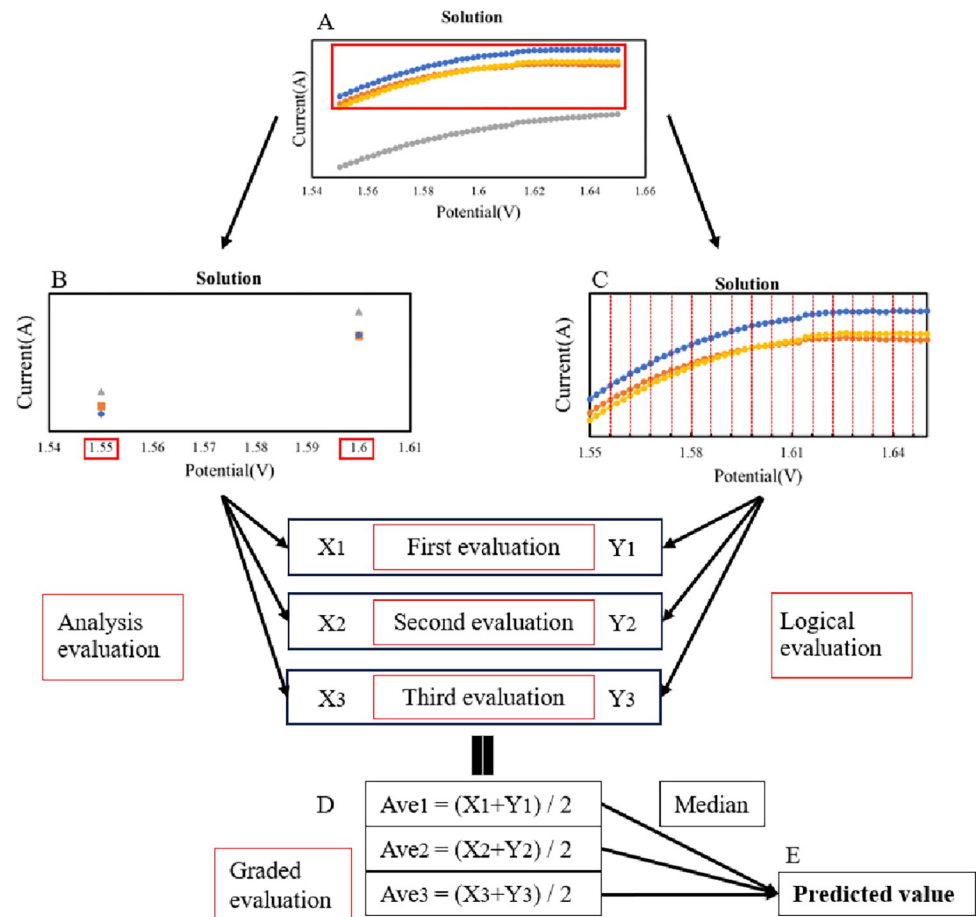 A
Solution
Current(A)
1.54 1.56 1.58 1.6 1.62 1.64 1.66
Potential(V)
B
Solution
Current(A)
1.54 1.55 1.56 1.57 1.58 1.59 1.6 1.61
Potential(V)
C
Solution
Current(A)
1.55 1.58 1.61 1.64
Potential(V)
X1 First evaluation Y1
X2 Second evaluation Y2
X3 Third evaluation Y3
Analysis
evaluation
Logical
evaluation
D
Ave1 = (X1+Y1) / 2
Ave2 = (X2+Y2) / 2
Ave3 = (X3+Y3) / 2
Median
Graded
evaluation
E
Predicted value